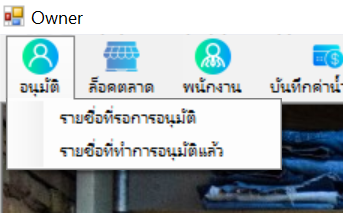 Owner
อนุมัติ ล็อคตลาด พนักงาน บันทึกค่าน้ำ
รายชื่อที่รอการอนุมัติ
รายชื่อที่ทำการอนุมัติแล้ว